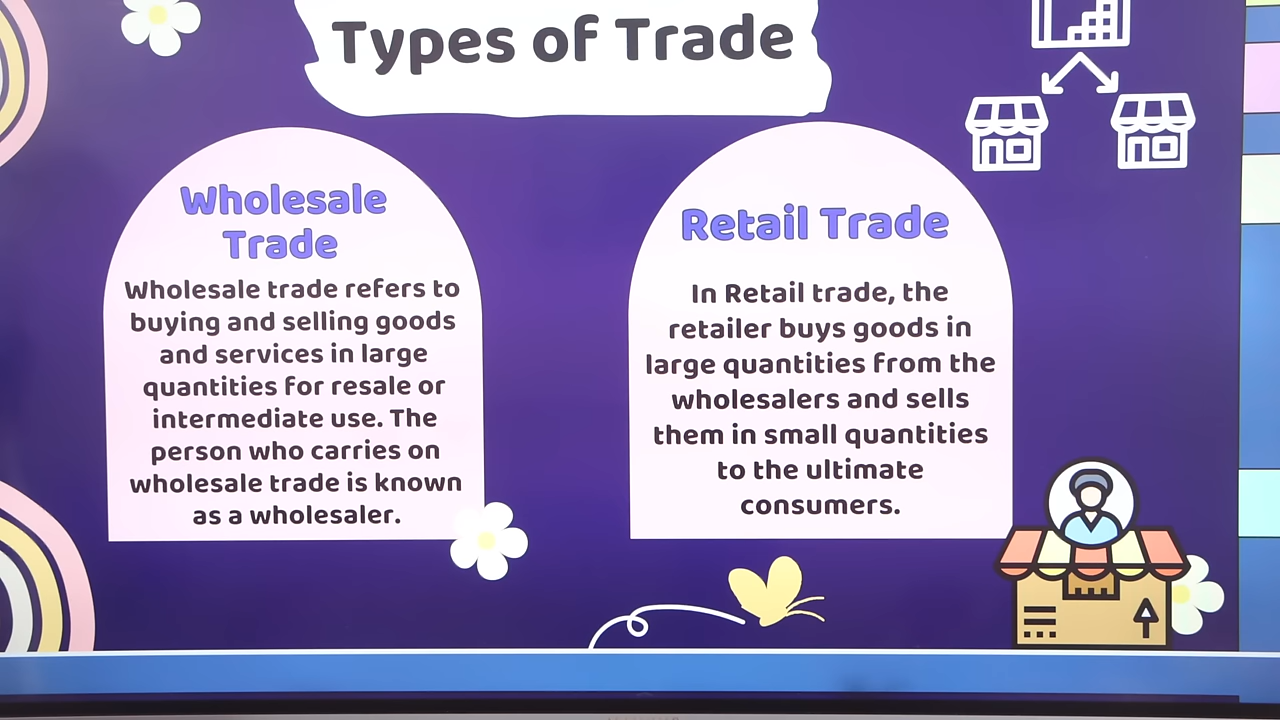 Types of Trade
Wholesale
Trade
Wholesale trade refers to
buying and selling goods
and services in large
quantities for resale or
intermediate use. The
person who carries on
wholesale trade is known
as a wholesaler.
Retail Trade
In Retail trade, the
retailer buys goods in
large quantities from the
wholesalers and sells
them in small quantities
to the ultimate
consumers.